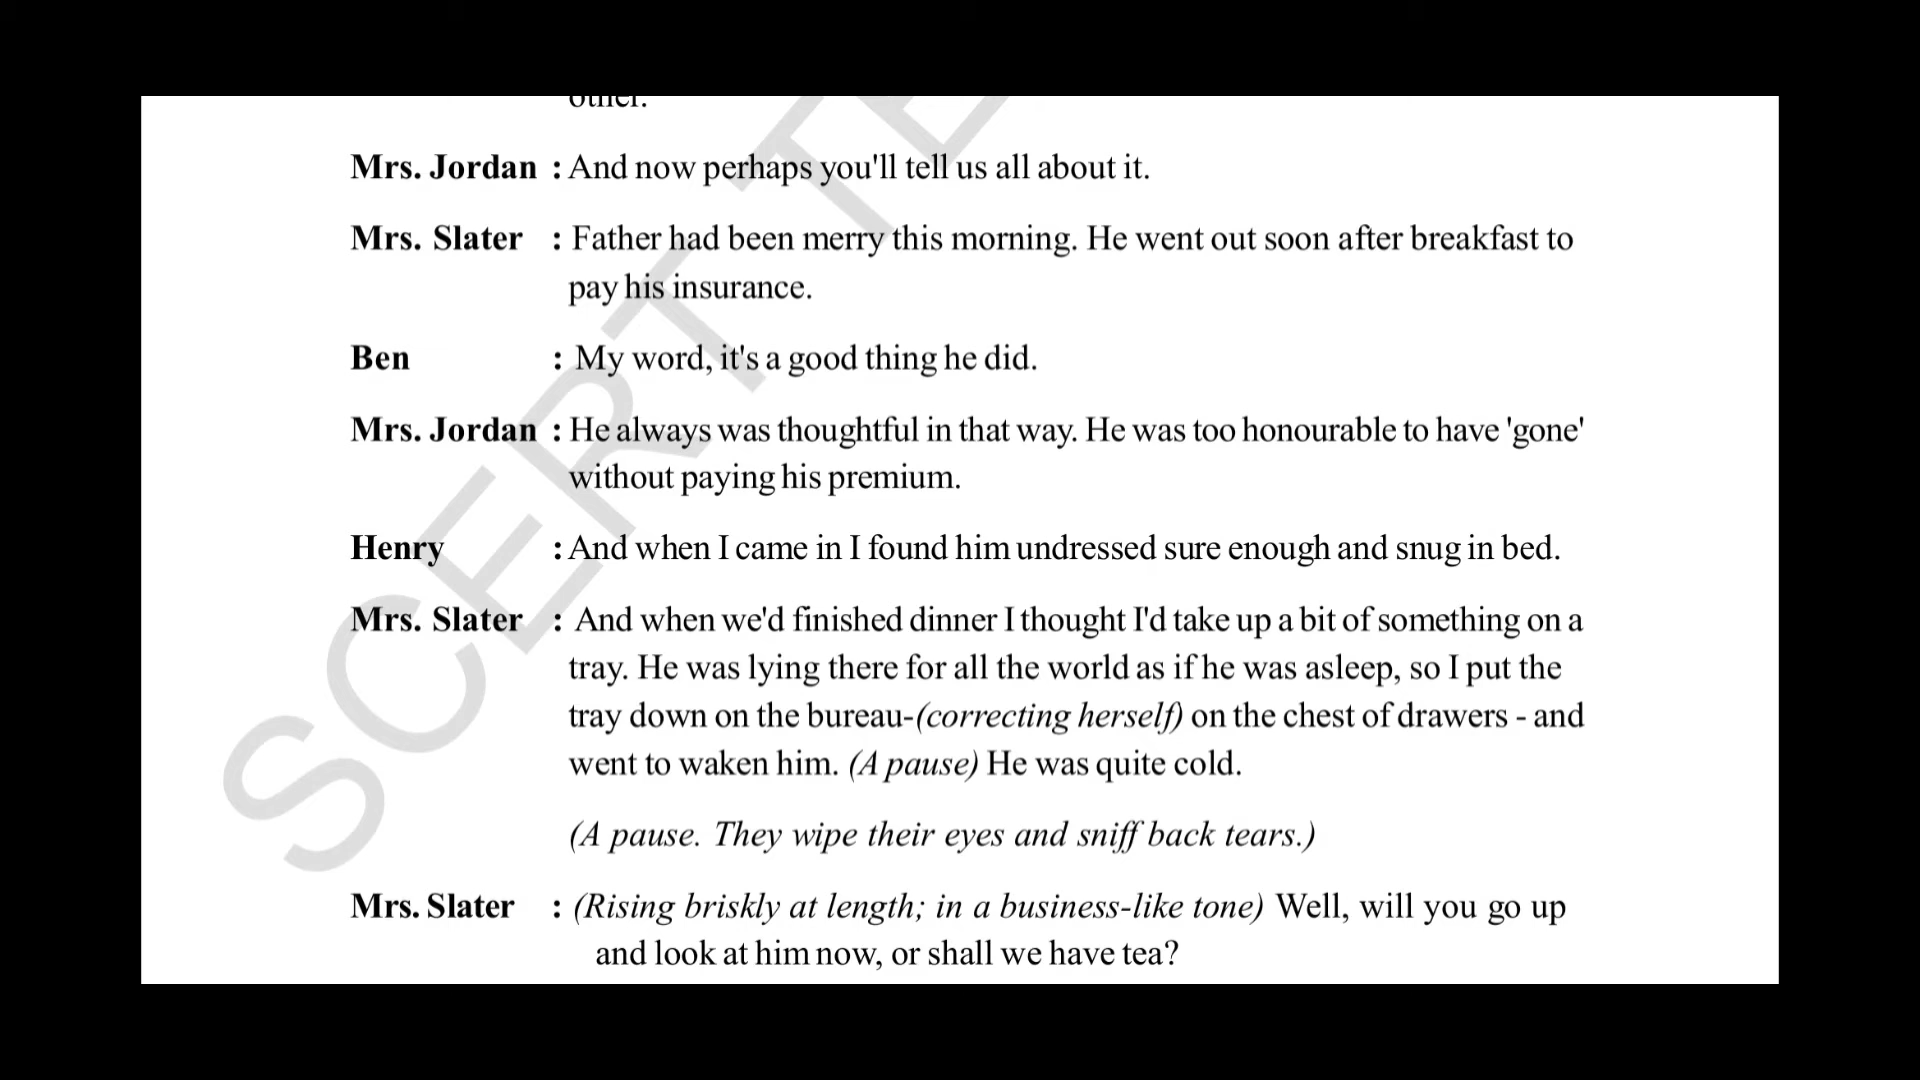 other.
Mrs. Jordan : And now perhaps you'll tell us all about it.
Mrs. Slater : Father had been merry this morning. He went out soon after breakfast to
pay his insurance.
Ben : My word, it's a good thing he did.
Mrs. Jordan : He always was thoughtful in that way. He was too honourable to have 'gone'
without paying his premium.
Henry : And when I came in I found him undressed sure enough and snug in bed.
Mrs. Slater : And when we'd finished dinner I thought I'd take up a bit of something on a
tray. He was lying there for all the world as if he was asleep, so I put the
tray down on the bureau-(correcting herself) on the chest of drawers - and
went to waken him. (A pause) He was quite cold.
(A pause. They wipe their eyes and sniff back tears.)
Mrs. Slater : (Rising briskly at length; in a business-like tone) Well, will you go up
and look at him now, or shall we have tea?
SCERT TE